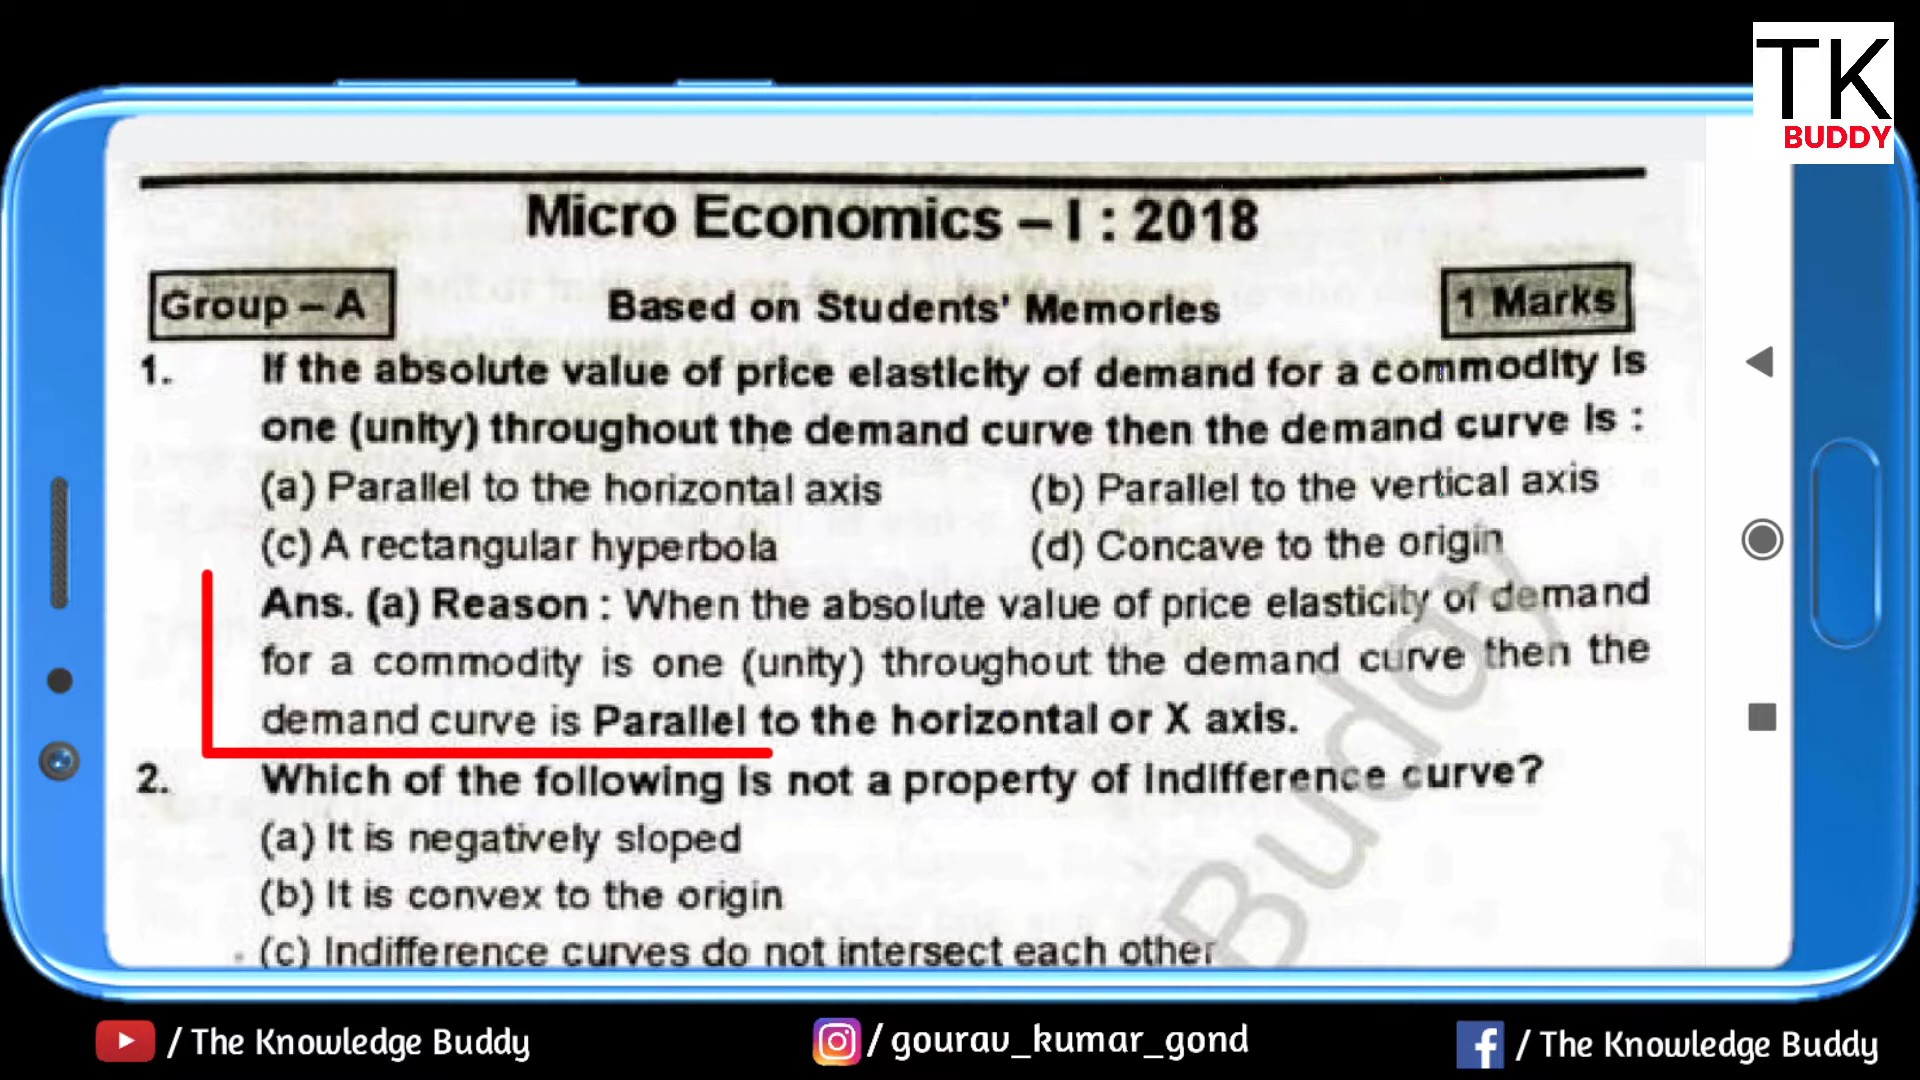 TK
BUDDY
Micro Economics – I : 2018
Group – A
Based on Students' Memories
1 Marks
1. If the absolute value of price elasticity of demand for a commodity is
one (unity) throughout the demand curve then the demand curve is :
(a) Parallel to the horizontal axis (b) Parallel to the vertical axis
(c) A rectangular hyperbola (d) Concave to the origin
Ans. (a) Reason : When the absolute value of price elasticity of demand
for a commodity is one (unity) throughout the demand curve then the
demand curve is Parallel to the horizontal or X axis.
2. Which of the following is not a property of indifference curve?
(a) It is negatively sloped
(b) It is convex to the origin
(c) Indifference curves do not intersect each other
Buddy
/ The Knowledge Buddy
/ gourav_kumar_gond
/ The Knowledge Buddy